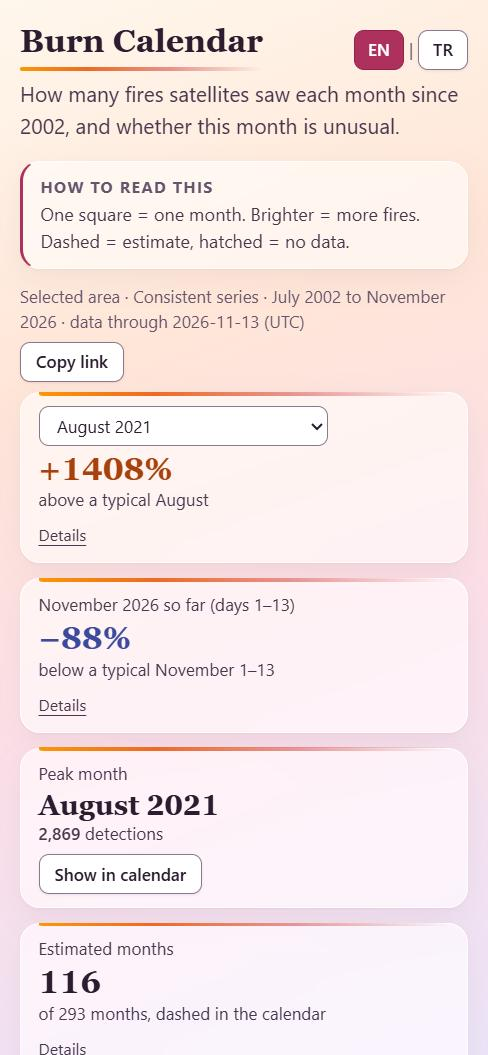 Burn Calendar
EN | TR
How many fires satellites saw each month since
2002, and whether this month is unusual.
HOW TO READ THIS
One square = one month. Brighter = more fires.
Dashed = estimate, hatched = no data.
Selected area · Consistent series · July 2002 to November
2026 · data through 2026-11-13 (UTC)
Copy link
August 2021
+1408%
above a typical August
Details
November 2026 so far (days 1–13)
−88%
below a typical November 1–13
Details
Peak month
August 2021
2,869 detections
Show in calendar
Estimated months
116
of 293 months, dashed in the calendar
Details